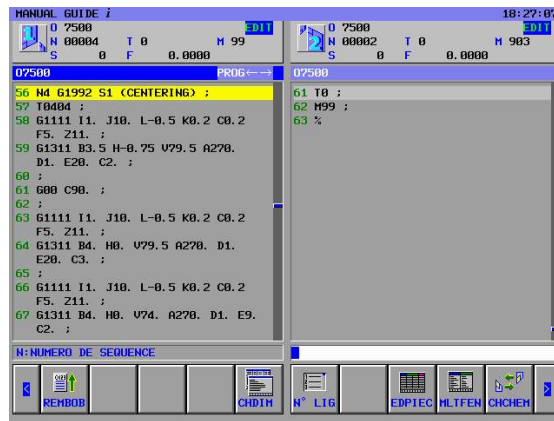 MANUAL GUIDE i 18:27:07
O 7500 EDIT
N 00004 T 0 M 99
S 0 F 0.0000
O7500 PROG←→
56 N4 G1992 S1 (CENTERING) ;
57 T0404 ;
58 G1111 I1. J10. L-0.5 K0.2 C0.2
F5. Z11. ;
59 G1311 B3.5 H-0.75 V79.5 A270.
D1. E20. C2. ;
60 ;
61 G00 C90. ;
62 ;
63 G1111 I1. J10. L-0.5 K0.2 C0.2
F5. Z11. ;
64 G1311 B4. H0. V79.5 A270. D1.
E20. C3. ;
65 ;
66 G1111 I1. J10. L-0.5 K0.2 C0.2
F5. Z11. ;
67 G1311 B4. H0. V74. A270. D1. E9.
C2. ;
N:NUMERO DE SEQUENCE
O 7500 EDIT
N 00002 T 0 M 903
S 0 F 0.0000
O7500
61 T0 ;
62 M99 ;
63 %
REMBOB CHDIM N° LIG EDPIEC MLTFEN CHCHEM